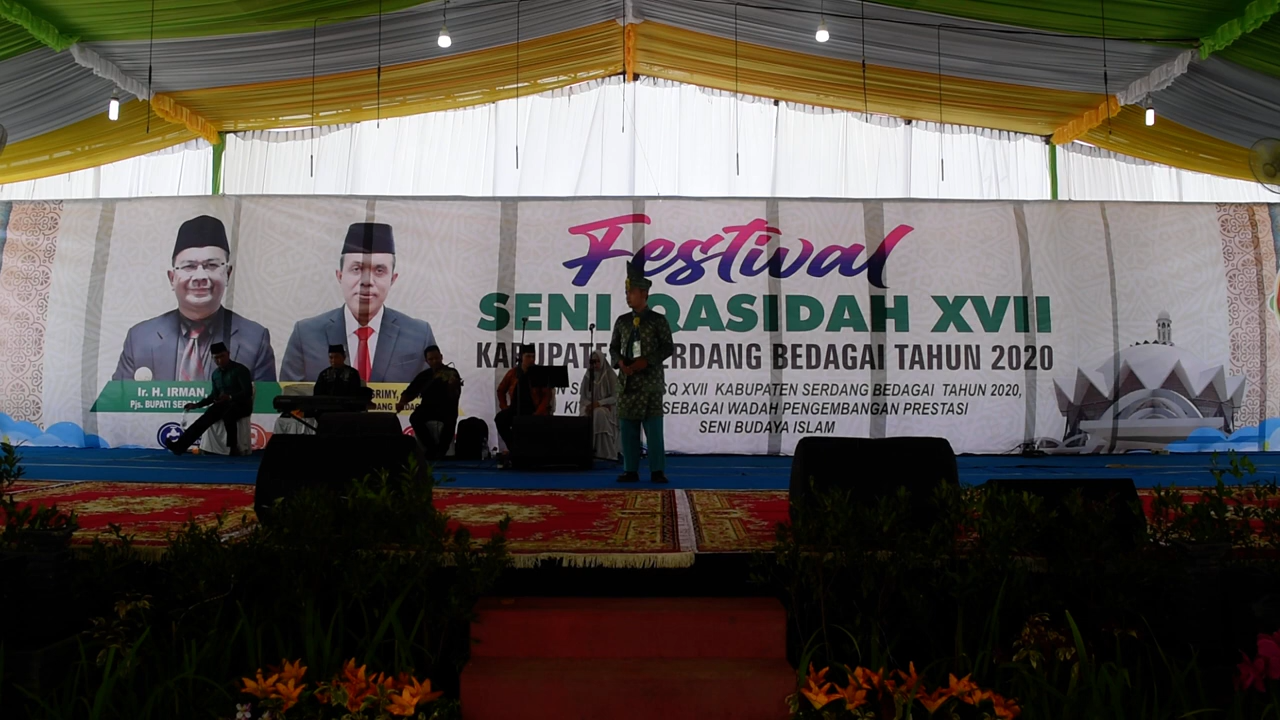 Festival
SENI QASIDAH XVII
KABUPATEN SERDANG BEDAGAI TAHUN 2020
SQ XVII KABUPATEN SERDANG BEDAGAI TAHUN 2020,
SEBAGAI WADAH PENGEMBANGAN PRESTASI
SENI BUDAYA ISLAM
Ir. H. IRMAN,
Pjs. BUPATI